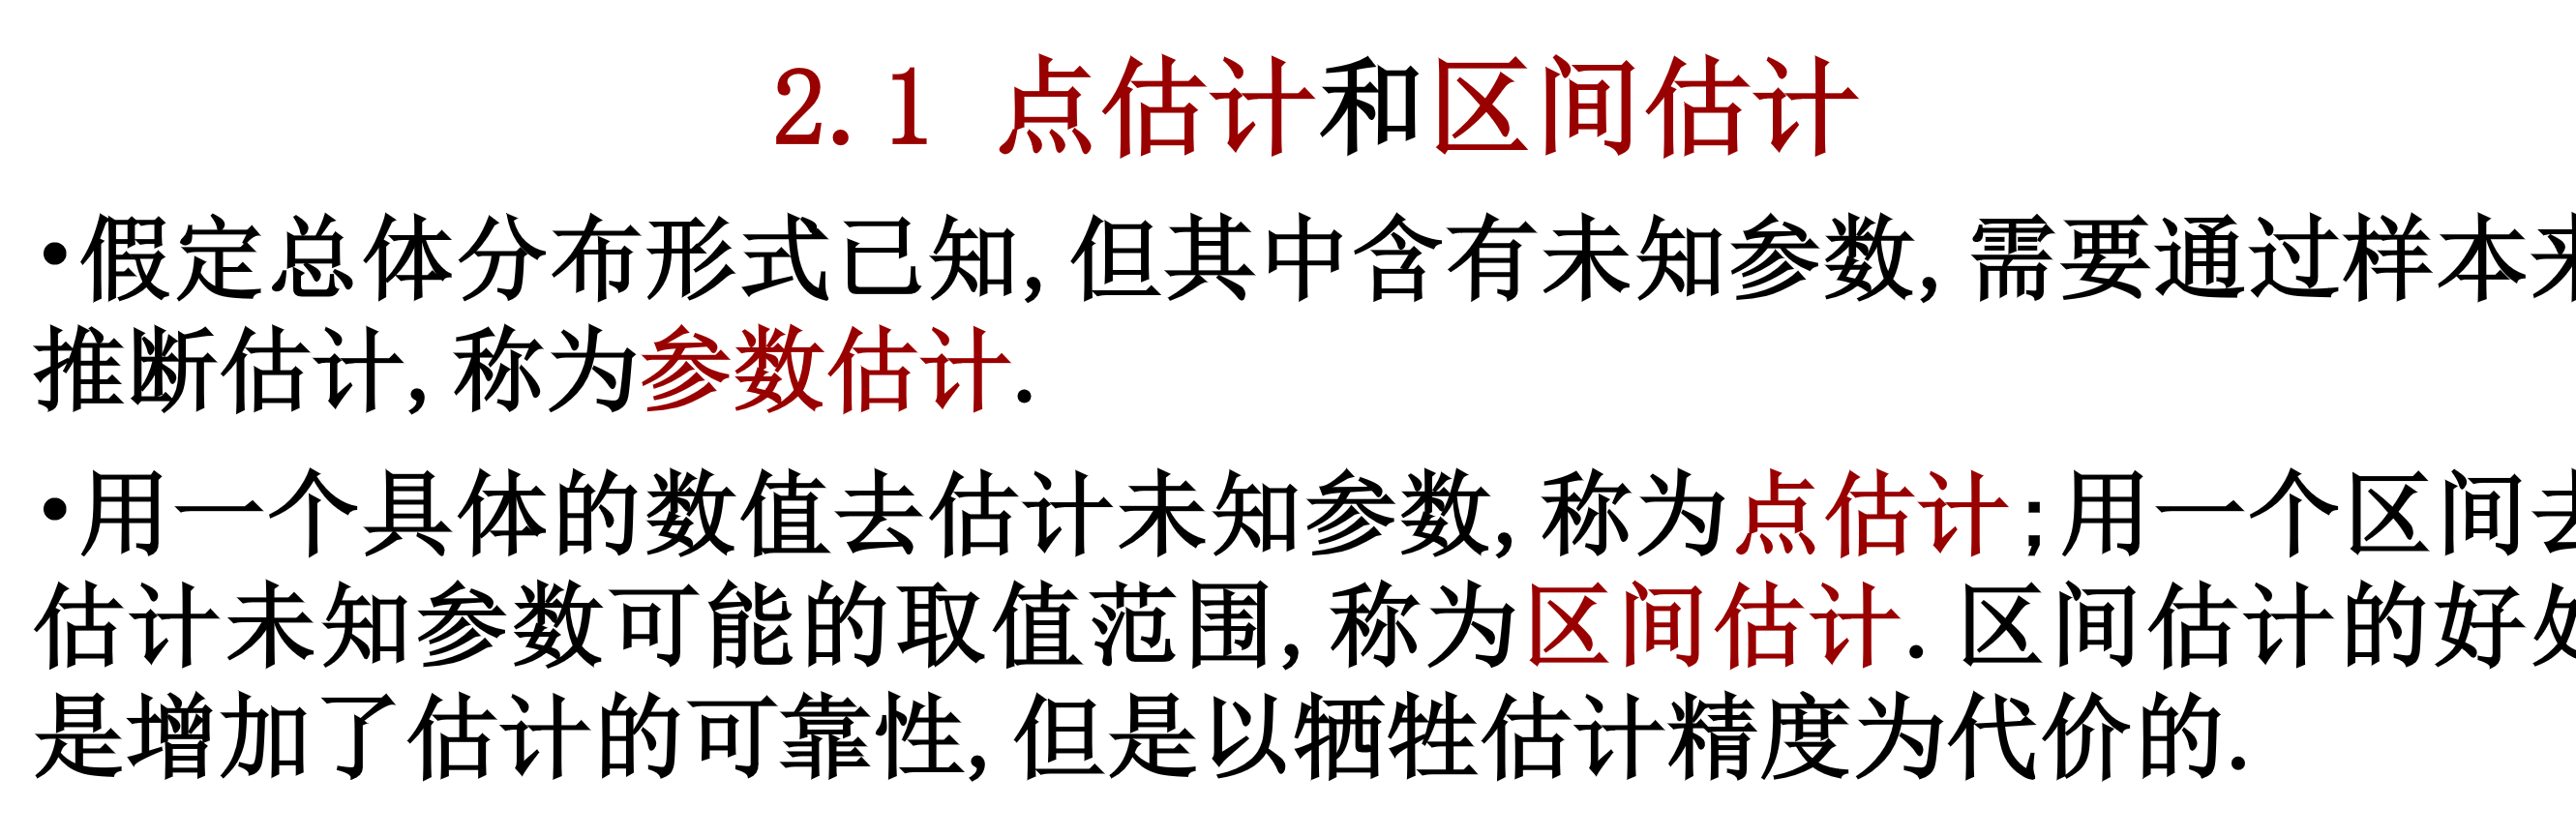 2.1 点估计和区间估计
•假定总体分布形式已知,但其中含有未知参数,需要通过样本来
推断估计,称为参数估计.
•用一个具体的数值去估计未知参数,称为点估计;用一个区间去
估计未知参数可能的取值范围,称为区间估计.区间估计的好处
是增加了估计的可靠性,但是以牺牲估计精度为代价的.